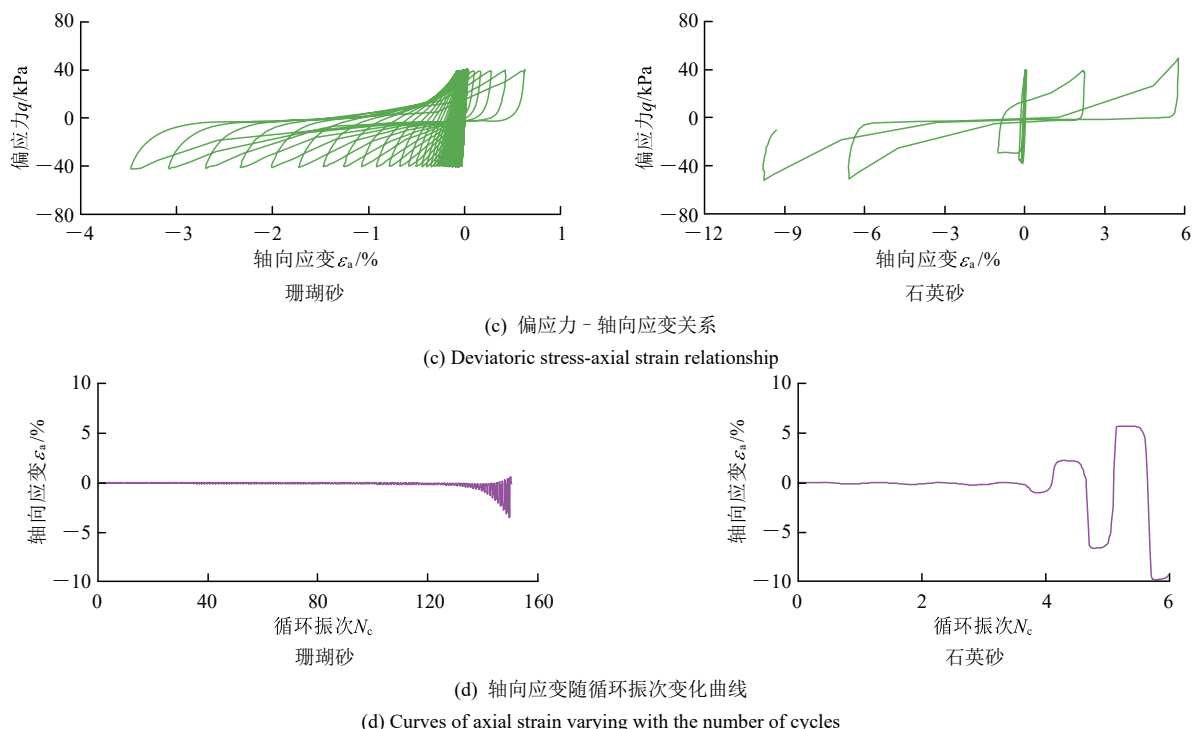 80
40
0
−40
−80
偏应力q/kPa
−4 −3 −2 −1 0 1
轴向应变εa/%
珊瑚砂
80
40
0
−40
−80
偏应力q/kPa
−12 −9 −6 −3 0 3 6
轴向应变εa/%
石英砂
(c) 偏应力－轴向应变关系
(c) Deviatoric stress-axial strain relationship
10
5
0
−5
−10
轴向应变εa/%
0 40 80 120 160
循环振次Nc
珊瑚砂
10
5
0
−5
−10
轴向应变εa/%
0 2 4 6
循环振次Nc
石英砂
(d) 轴向应变随循环振次变化曲线
(d) Curves of axial strain varying with the number of cycles